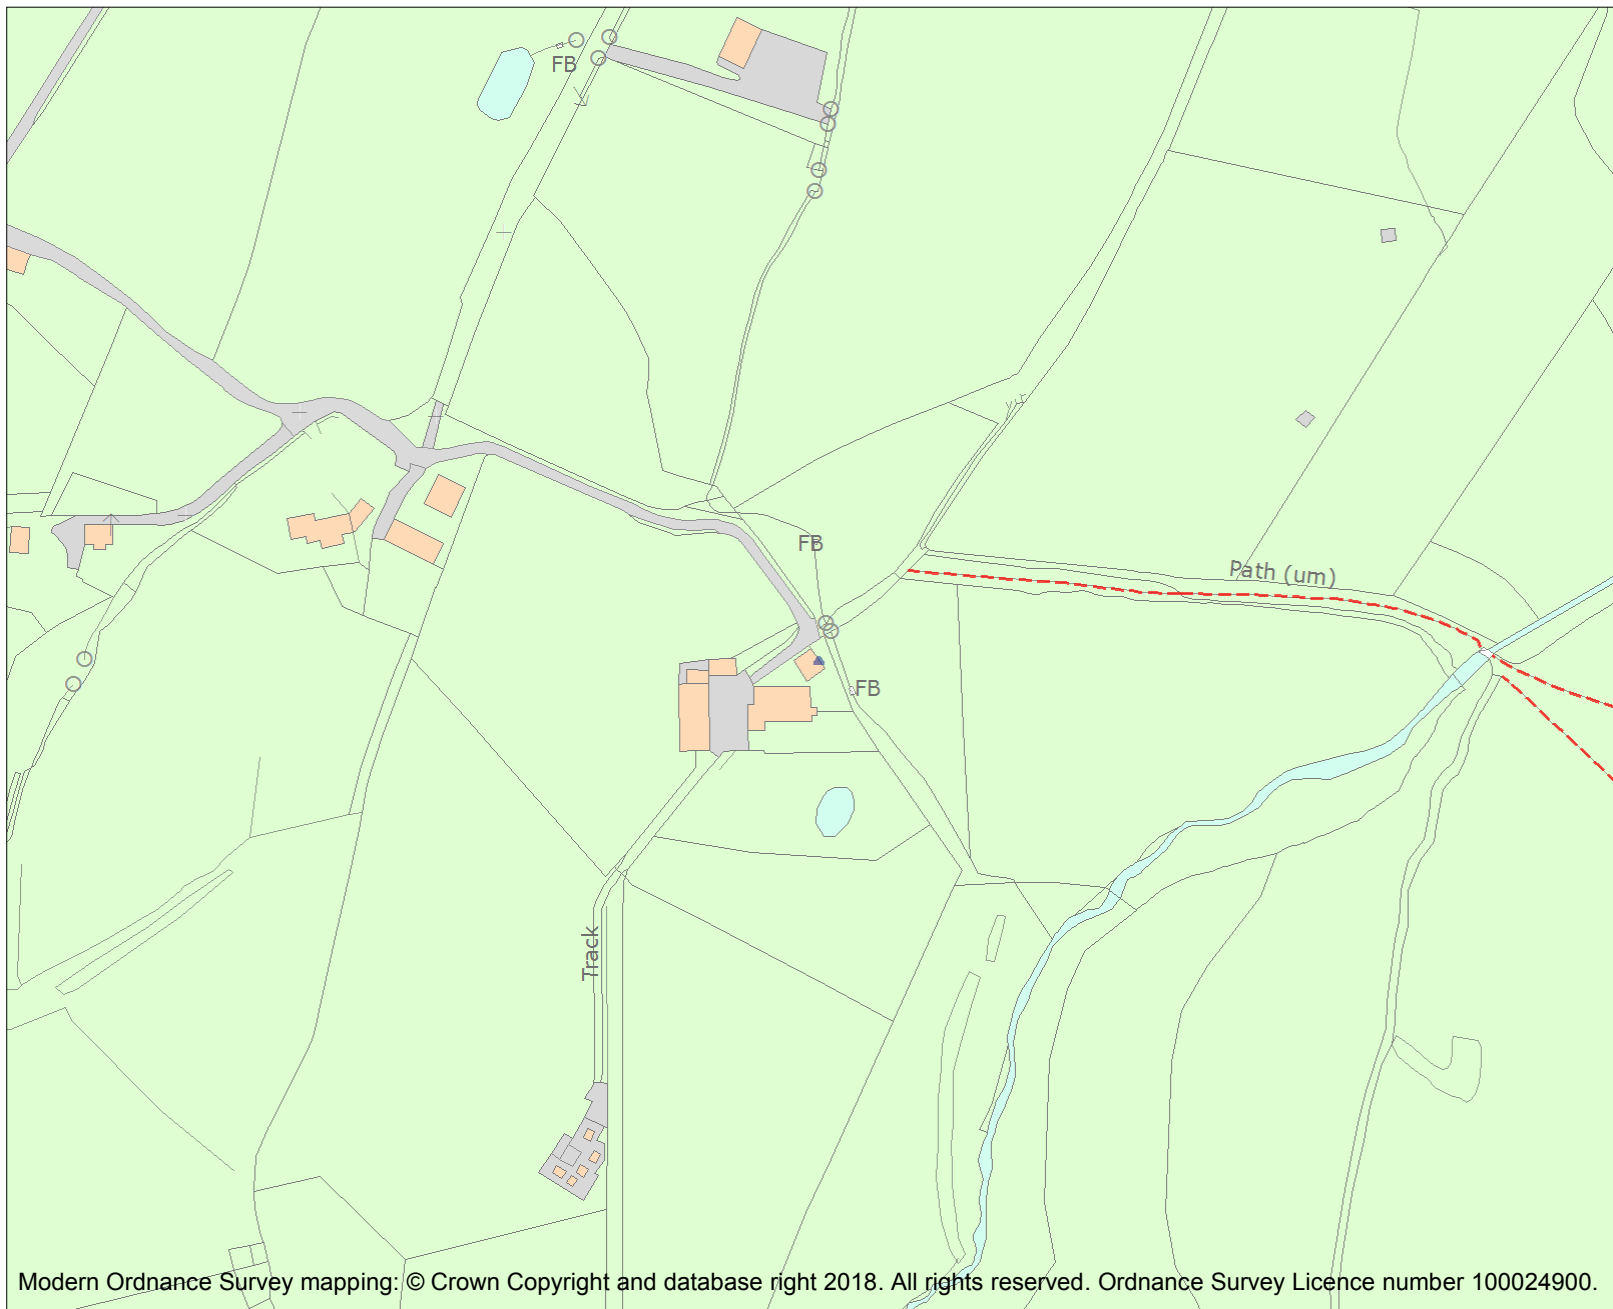 FB
FB
Path (um)
FB
Track
Modern Ordnance Survey mapping: © Crown Copyright and database right 2018. All rights reserved. Ordnance Survey Licence number 100024900.